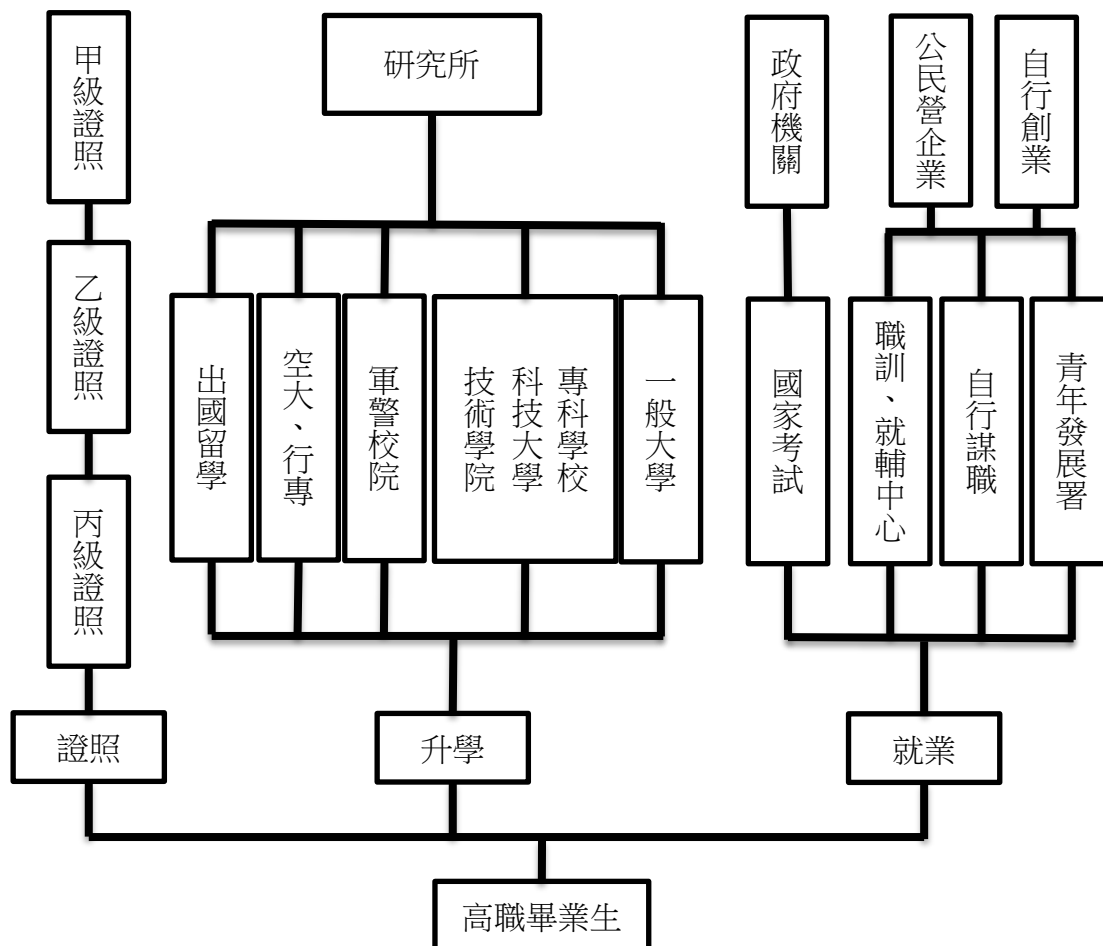 甲級證照
研究所
政府機關
公民營企業
自行創業
乙級證照
出國留學
空大、行專
軍警校院
專科學校
科技大學
技術學院
一般大學
國家考試
職訓、就輔中心
自行謀職
青年發展署
丙級證照
證照
升學
就業
高職畢業生